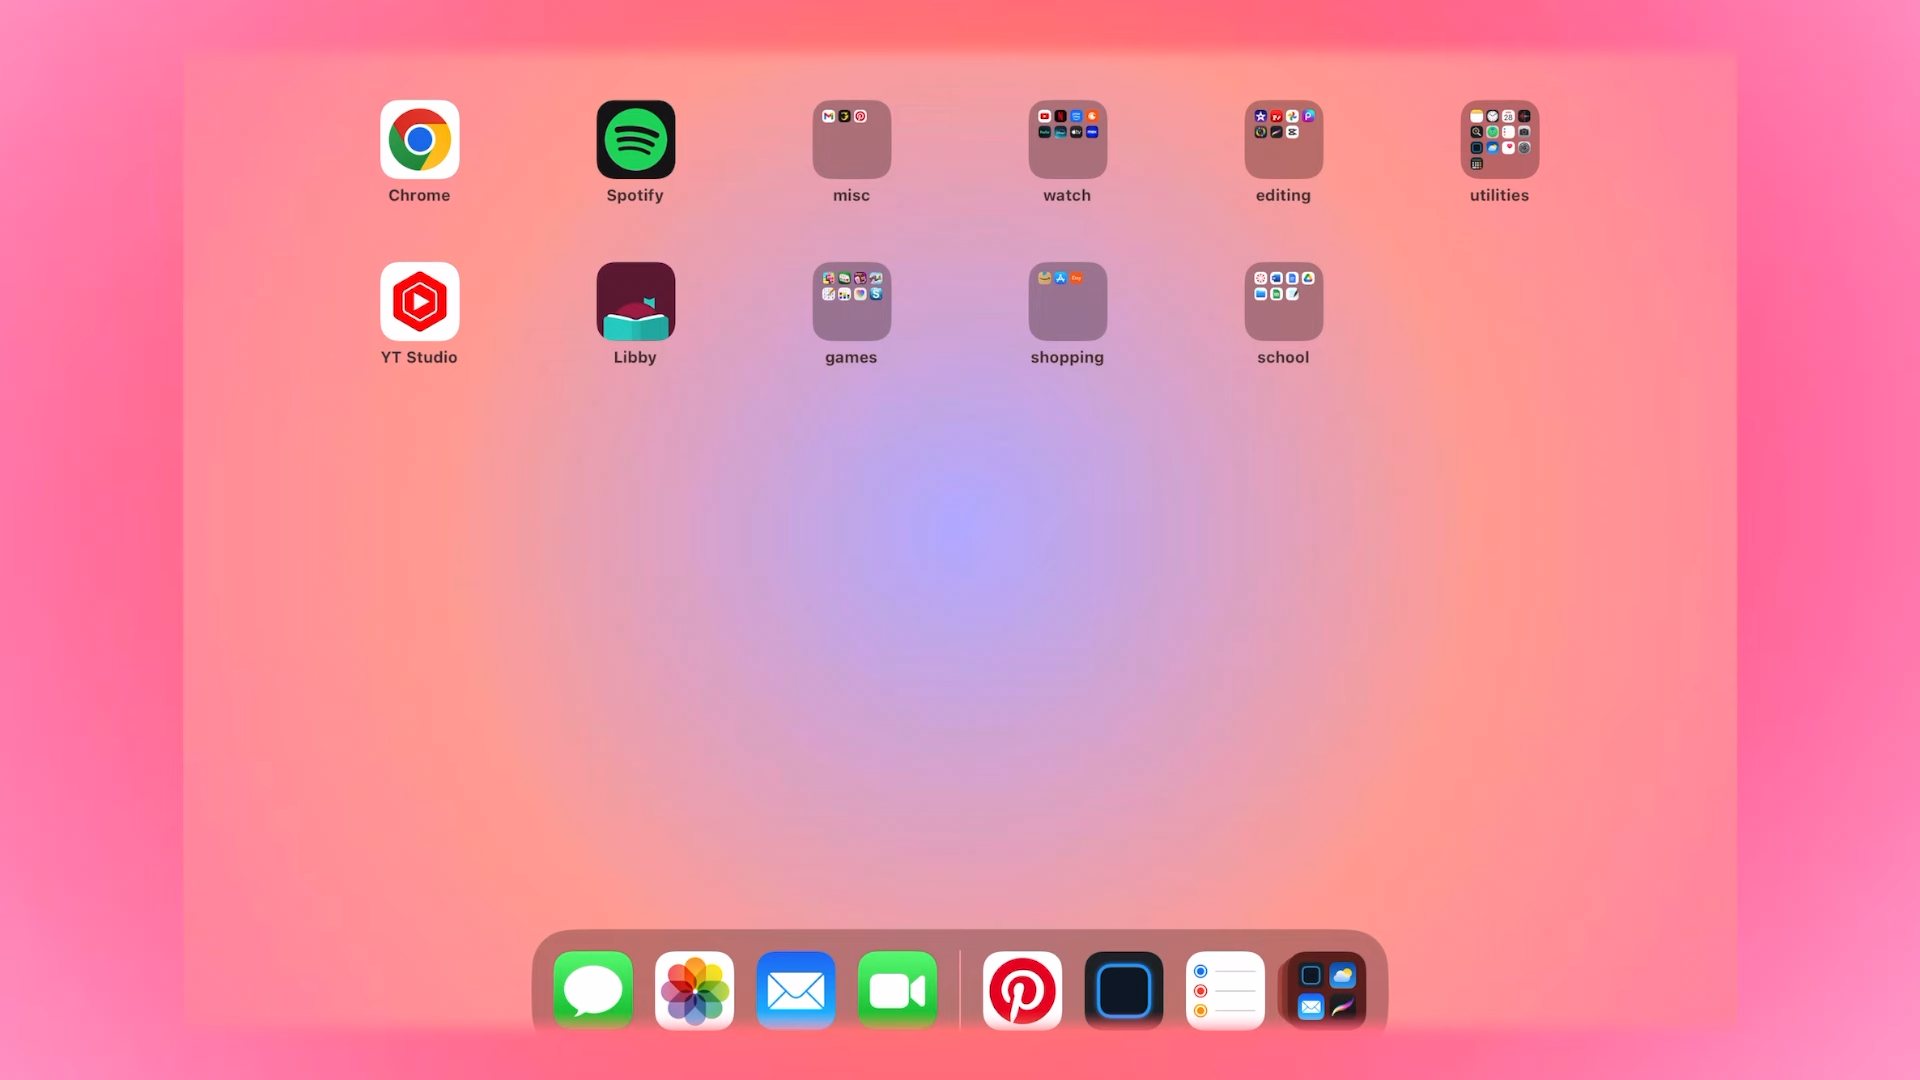 Chrome
Spotify
misc
watch
editing
utilities
YT Studio
Libby
games
shopping
school